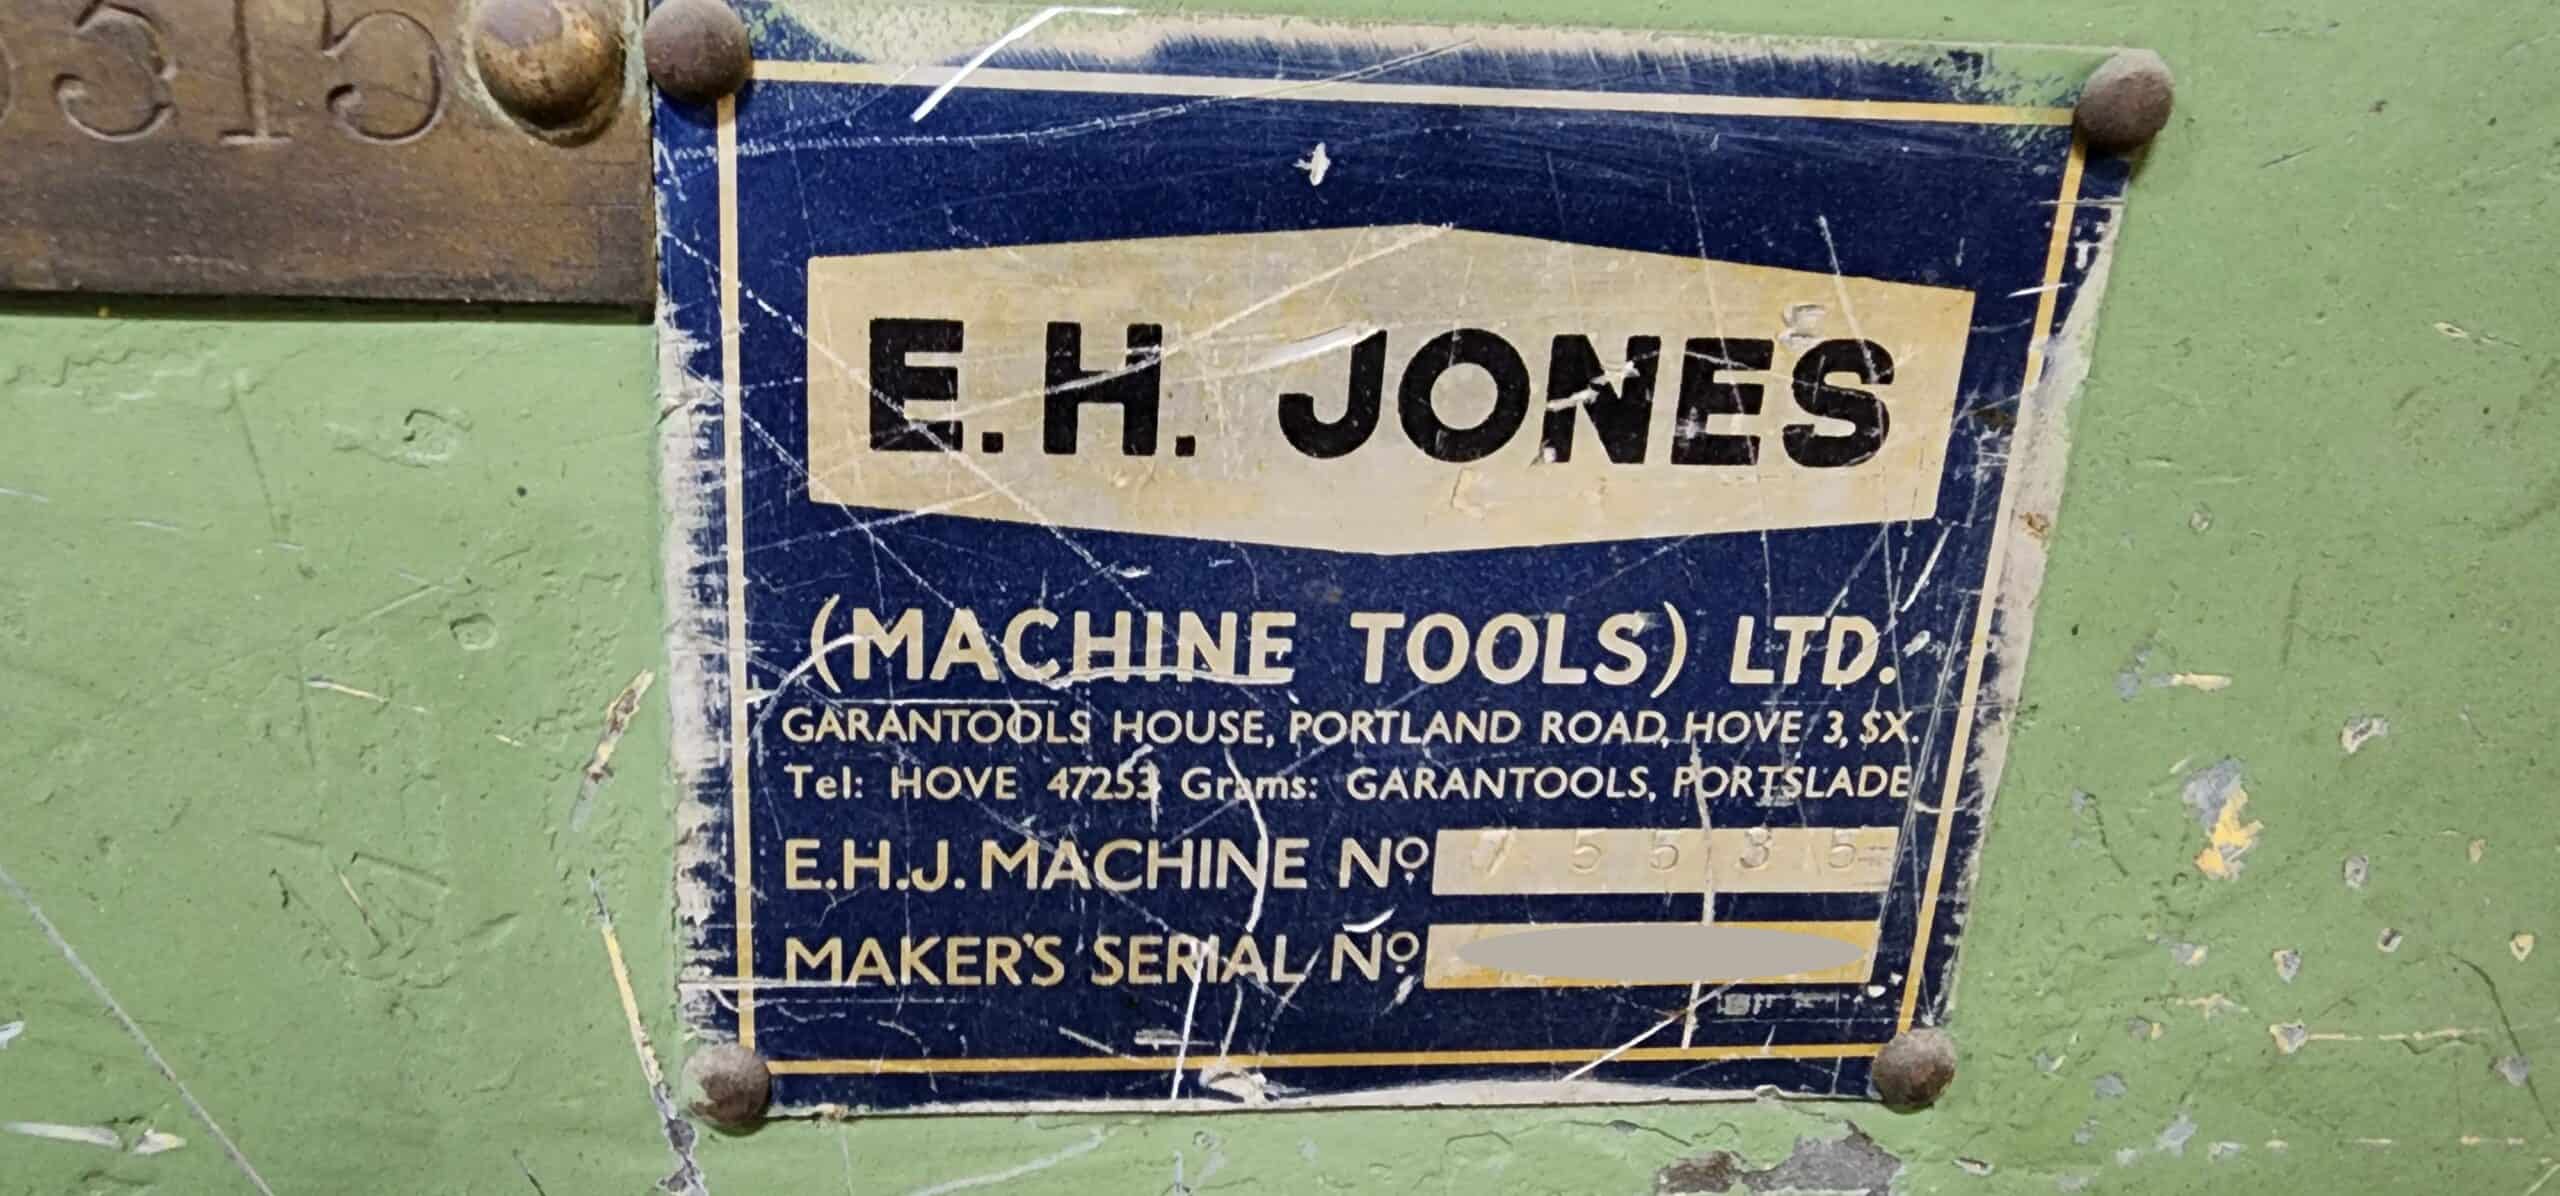 515
E.H. JONES
(MACHINE TOOLS) LTD.
GARANTOOLS HOUSE, PORTLAND ROAD, HOVE 3, SX.
Tel: HOVE 47253 Grams: GARANTOOLS, PORTSLADE
E.H.J. MACHINE Nº
MAKER'S SERIAL Nº